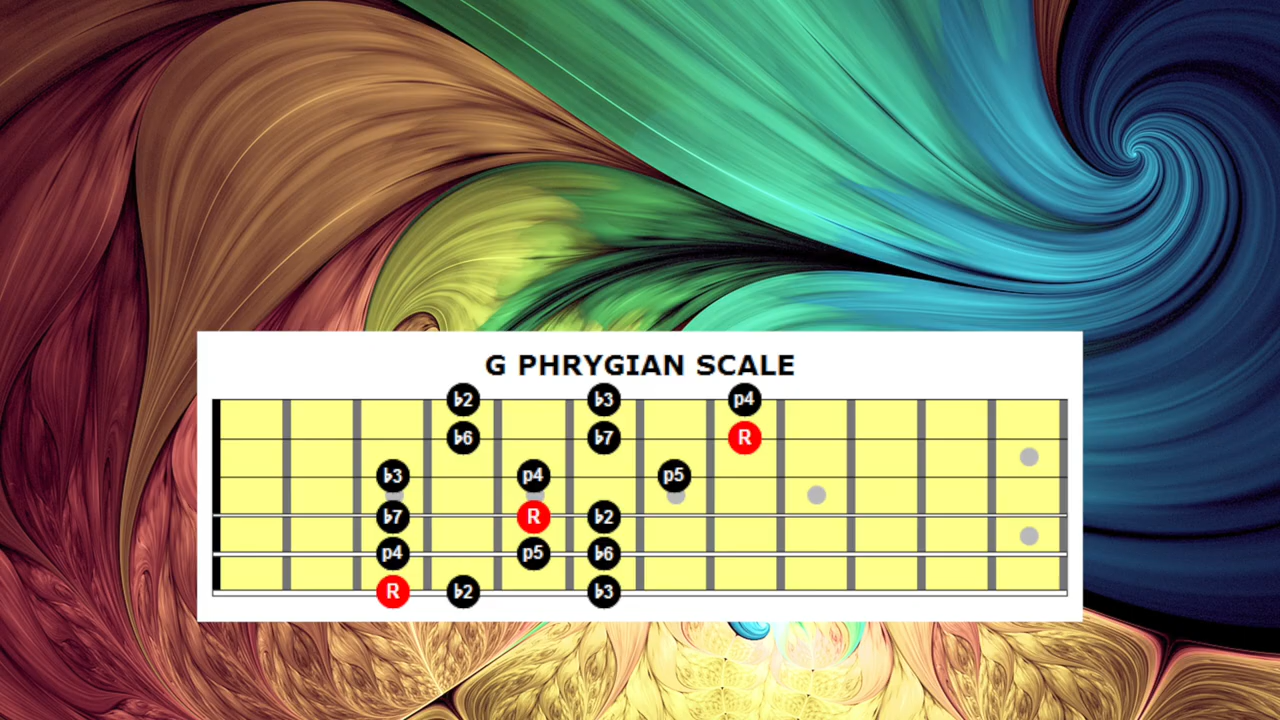 G PHRYGIAN SCALE
♭2 ♭3 p4
♭6 ♭7 R
♭3 p4 p5
♭7 R ♭2
p4 p5 ♭6
R ♭2 ♭3